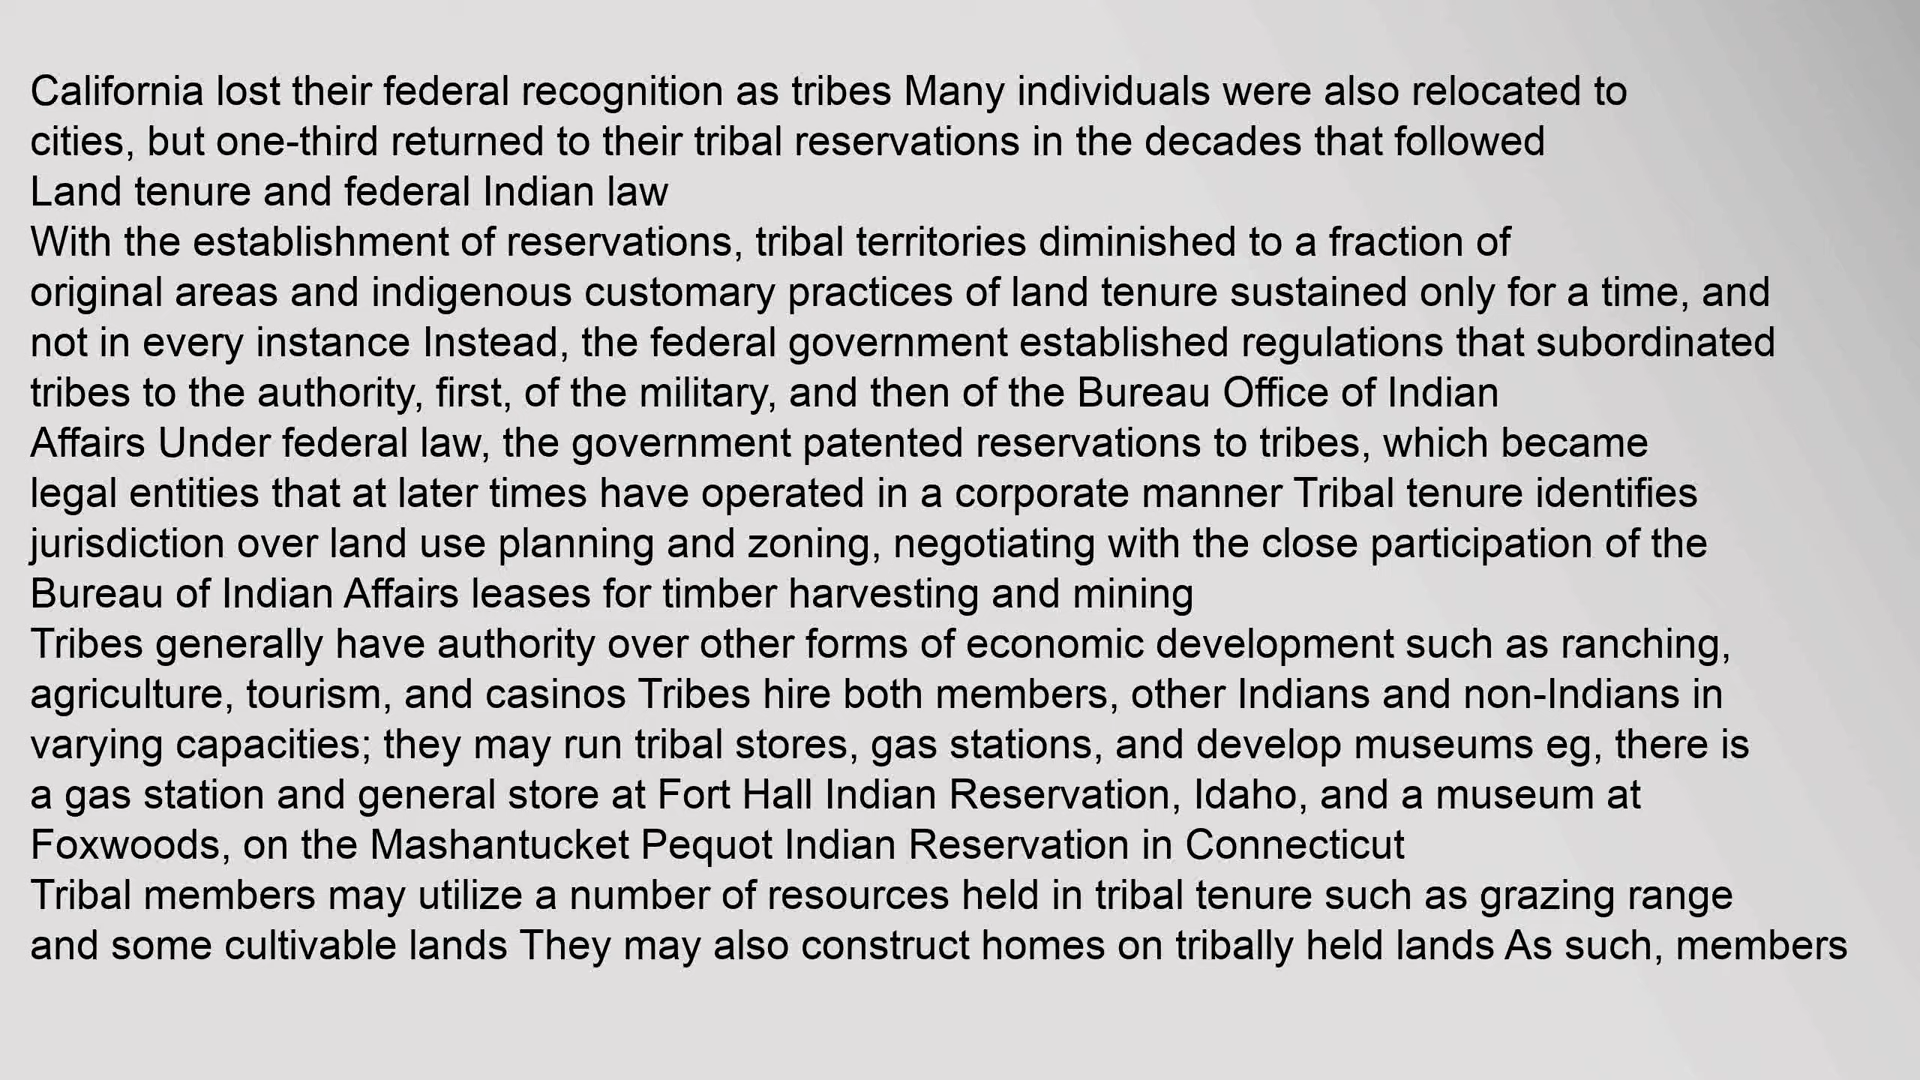 California lost their federal recognition as tribes Many individuals were also relocated to
cities, but one-third returned to their tribal reservations in the decades that followed
Land tenure and federal Indian law
With the establishment of reservations, tribal territories diminished to a fraction of
original areas and indigenous customary practices of land tenure sustained only for a time, and
not in every instance Instead, the federal government established regulations that subordinated
tribes to the authority, first, of the military, and then of the Bureau Office of Indian
Affairs Under federal law, the government patented reservations to tribes, which became
legal entities that at later times have operated in a corporate manner Tribal tenure identifies
jurisdiction over land use planning and zoning, negotiating with the close participation of the
Bureau of Indian Affairs leases for timber harvesting and mining
Tribes generally have authority over other forms of economic development such as ranching,
agriculture, tourism, and casinos Tribes hire both members, other Indians and non-Indians in
varying capacities; they may run tribal stores, gas stations, and develop museums eg, there is
a gas station and general store at Fort Hall Indian Reservation, Idaho, and a museum at
Foxwoods, on the Mashantucket Pequot Indian Reservation in Connecticut
Tribal members may utilize a number of resources held in tribal tenure such as grazing range
and some cultivable lands They may also construct homes on tribally held lands As such, members